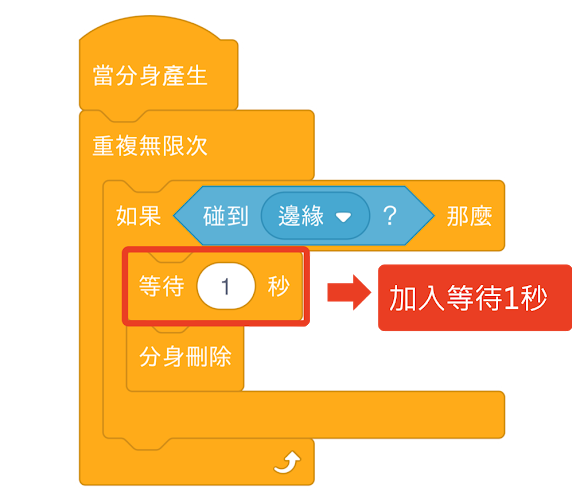 當分身產生
重複無限次
如果 碰到 邊緣 ? 那麼
等待 1 秒
加入等待1秒
分身刪除